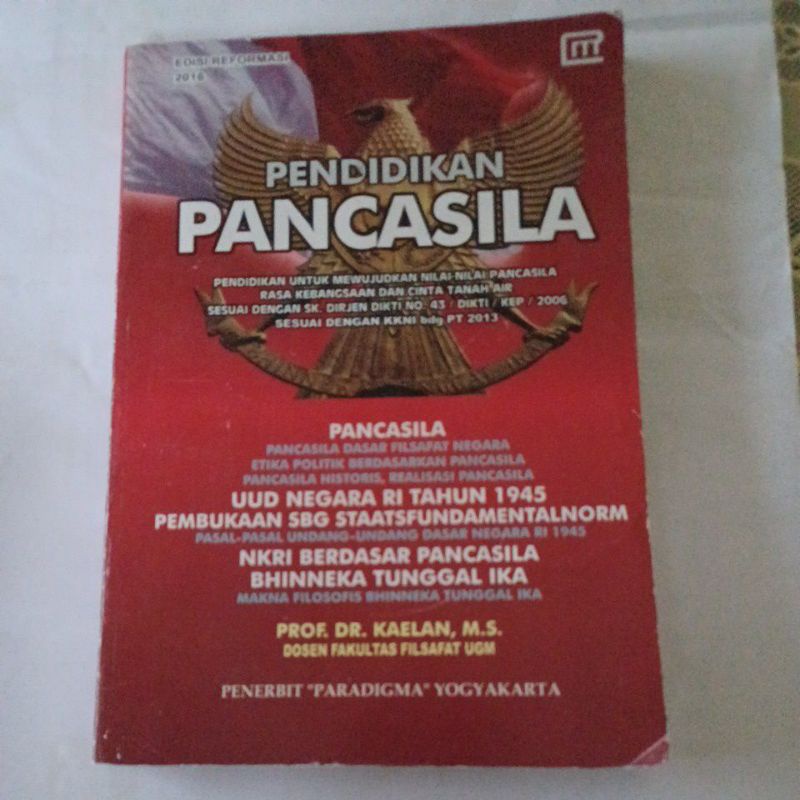 EDISI REFORMASI
2016
PENDIDIKAN
PANCASILA
PENDIDIKAN UNTUK MEWUJUDKAN NILAI-NILAI PANCASILA
RASA KEBANGSAAN DAN CINTA TANAH AIR
SESUAI DENGAN SK. DIRJEN DIKTI NO. 43 / DIKTI / KEP / 2006
SESUAI DENGAN KKNI bdg PT 2013
PANCASILA
PANCASILA DASAR FILSAFAT NEGARA
ETIKA POLITIK BERDASARKAN PANCASILA
PANCASILA HISTORIS, REALISASI PANCASILA
UUD NEGARA RI TAHUN 1945
PEMBUKAAN SBG STAATSFUNDAMENTALNORM
PASAL-PASAL UNDANG-UNDANG DASAR NEGARA RI 1945
NKRI BERDASAR PANCASILA
BHINNEKA TUNGGAL IKA
MAKNA FILOSOFIS BHINNEKA TUNGGAL IKA
PROF. DR. KAELAN, M.S.
DOSEN FAKULTAS FILSAFAT UGM
PENERBIT "PARADIGMA" YOGYAKARTA